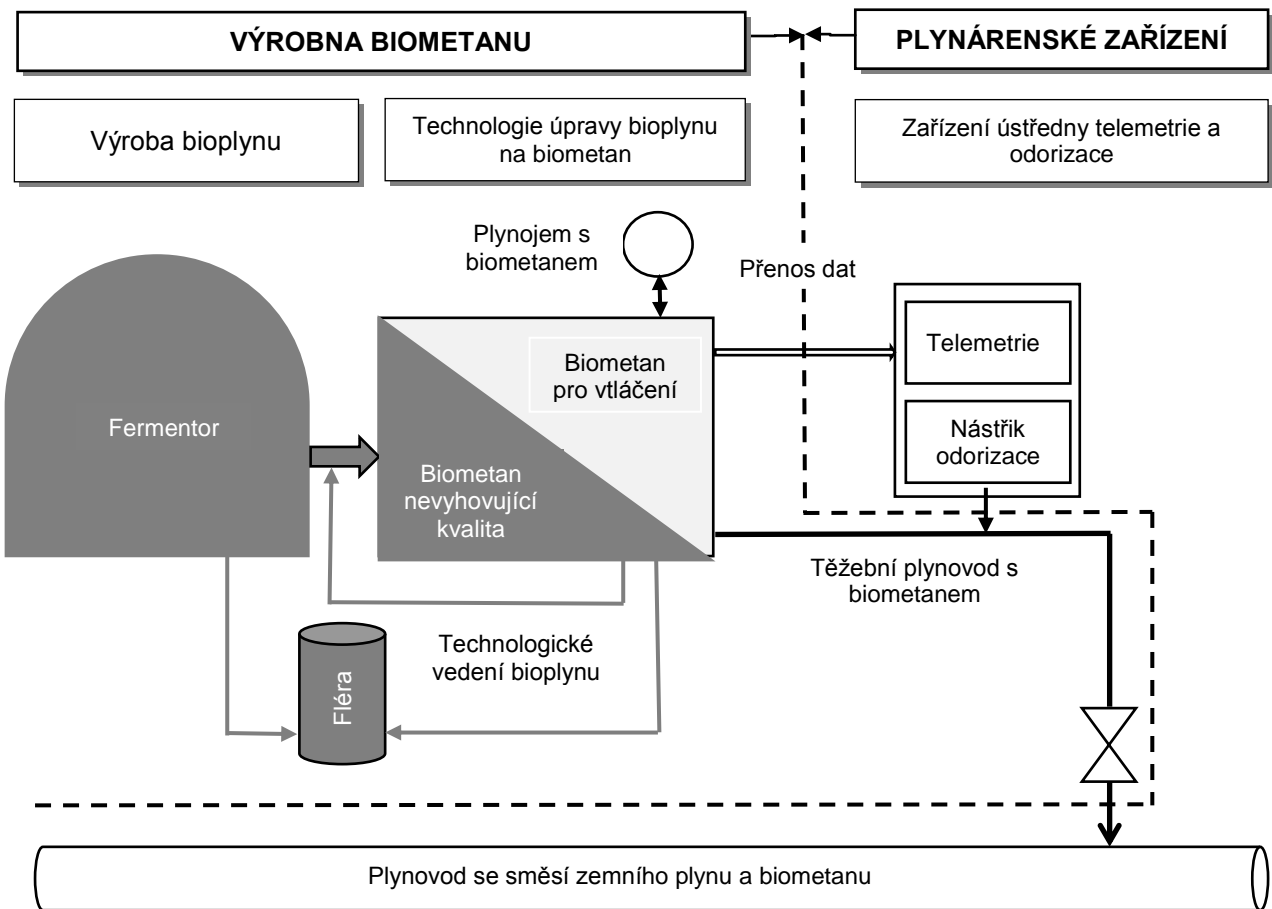 VÝROBNA BIOMETANU
PLYNÁRENSKÉ ZAŘÍZENÍ
Výroba bioplynu
Technologie úpravy bioplynu
na biometan
Zařízení ústředny telemetrie a
odorizace
Plynojem s
biometanem
Přenos dat
Telemetrie
Biometan
pro vtláčení
Fermentor
Nástřik
odorizace
Biometan
nevyhovující
kvalita
Těžební plynovod s
biometanem
Technologické
vedení bioplynu
Fléra
Plynovod se směsí zemního plynu a biometanu